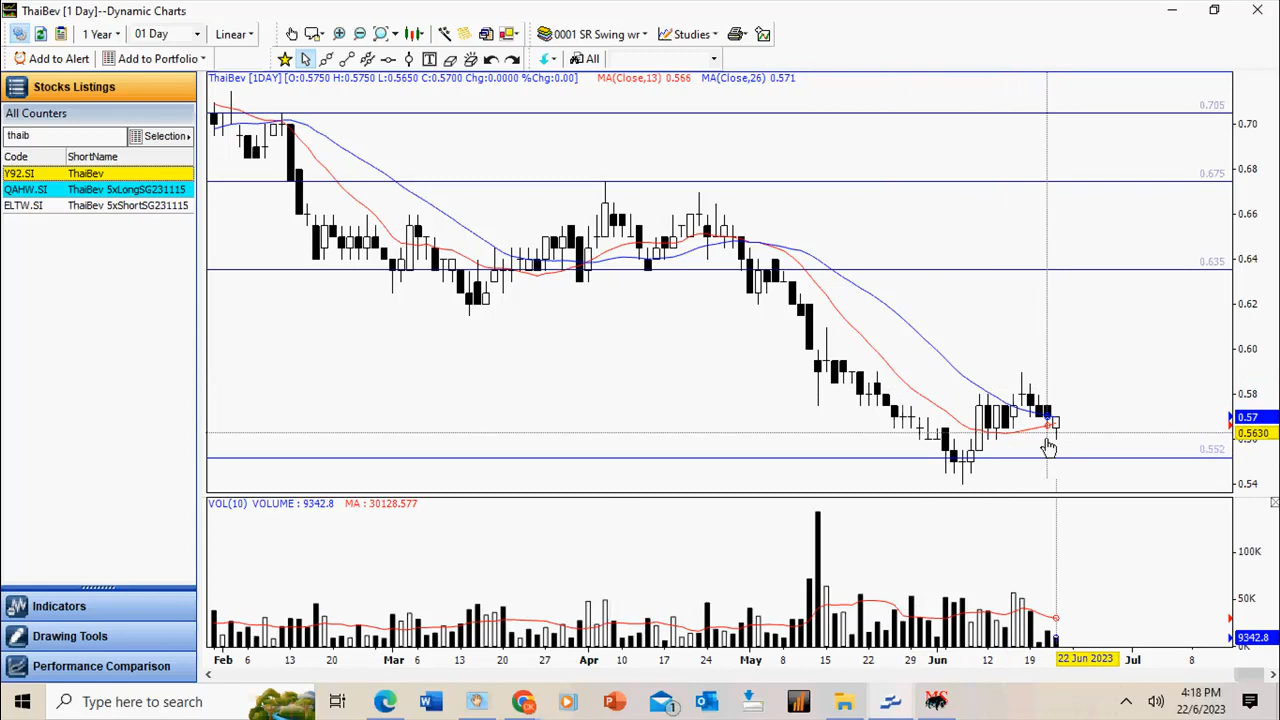 ThaiBev [1 Day]--Dynamic Charts
1 Year
01 Day
Linear
0001 SR Swing wr
Studies
Add to Alert
Add to Portfolio
All
Stocks Listings
All Counters
thaib
Selection
Code ShortName
Y92.SI ThaiBev
QAHW.SI ThaiBev 5xLongSG231115
ELTW.SI ThaiBev 5xShortSG231115
Indicators
Drawing Tools
Performance Comparison
ThaiBev [1DAY] [O:0.5750 H:0.5750 L:0.5650 C:0.5700 Chg:0.0000 %Chg:0.00] MA(Close,13) 0.566 MA(Close,26) 0.571
0.705
0.675
0.635
0.552
0.70
0.68
0.66
0.64
0.62
0.60
0.58
0.57
0.5630
0.54
VOL(10) VOLUME : 9342.8 MA : 30128.577
100K
50K
9342.8
0K
Feb 6 13 20 27 Mar 6 13 20 27 Apr 10 17 24 May 8 15 22 29 Jun 12 19 22 Jun 2023 Jul 8
Type here to search
1
4:18 PM
22/6/2023